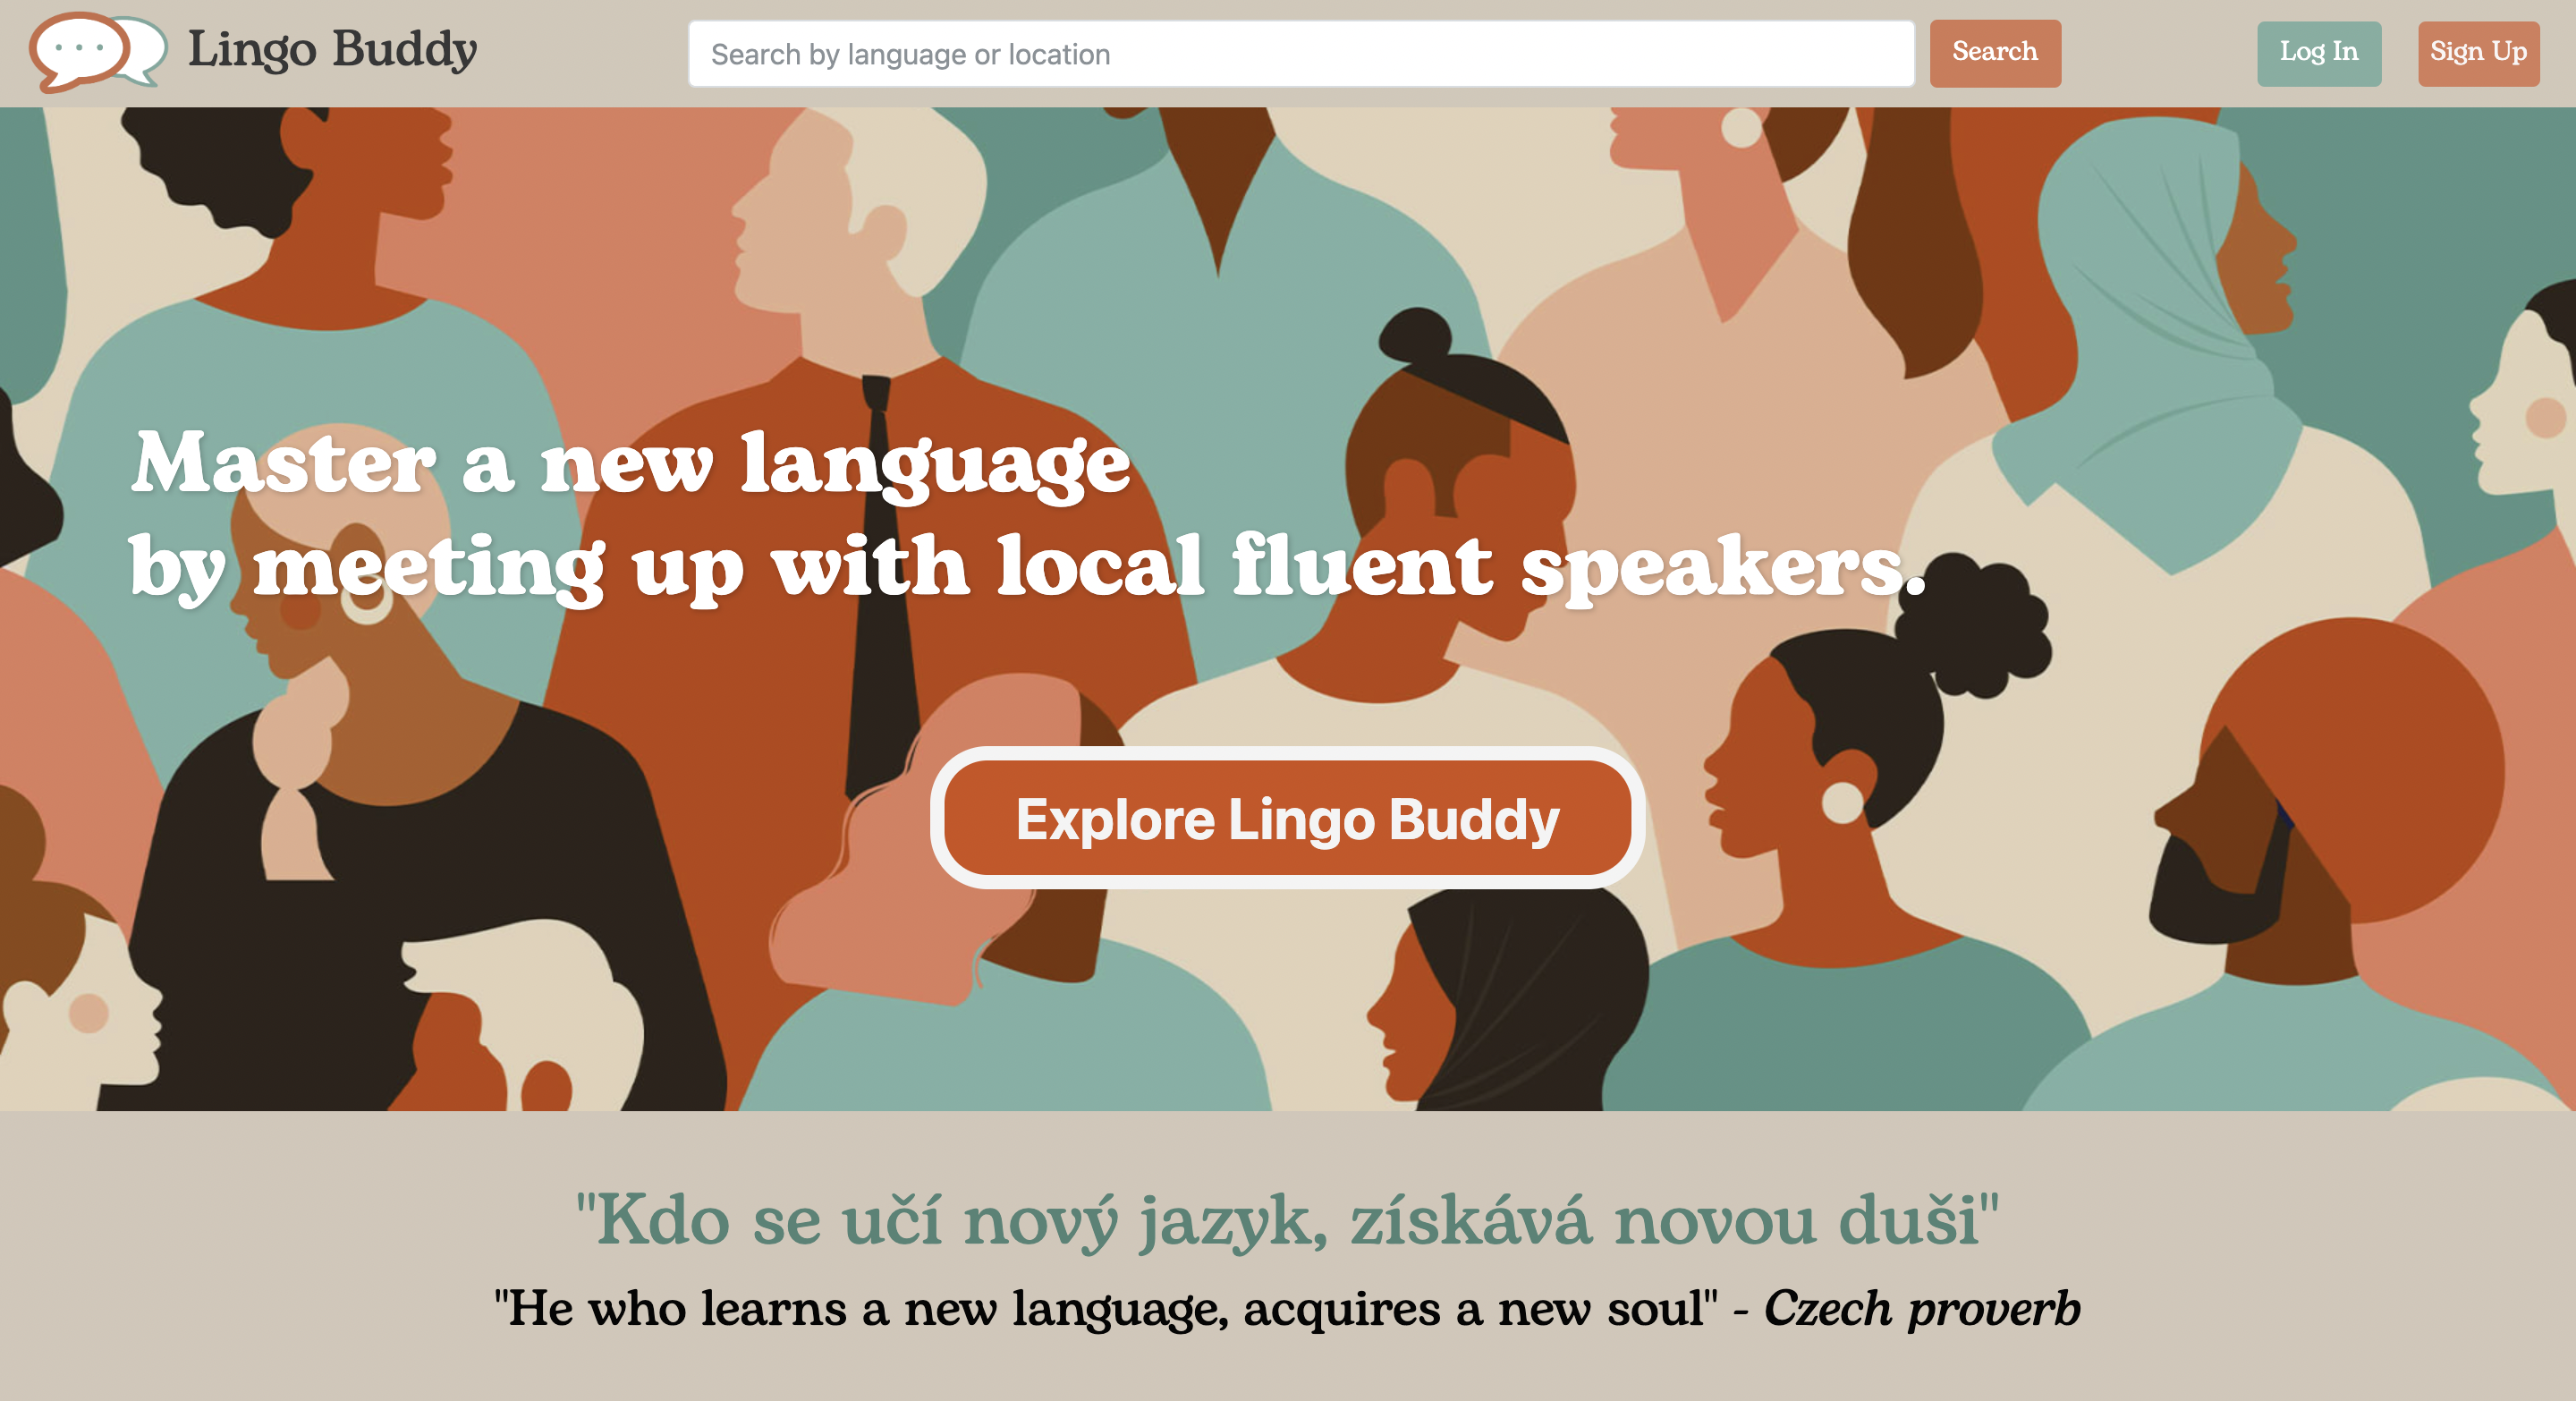 Lingo Buddy
Search by language or location
Search
Log In
Sign Up
Master a new language
by meeting up with local fluent speakers.
Explore Lingo Buddy
"Kdo se učí nový jazyk, získává novou duši"
"He who learns a new language, acquires a new soul" - Czech proverb